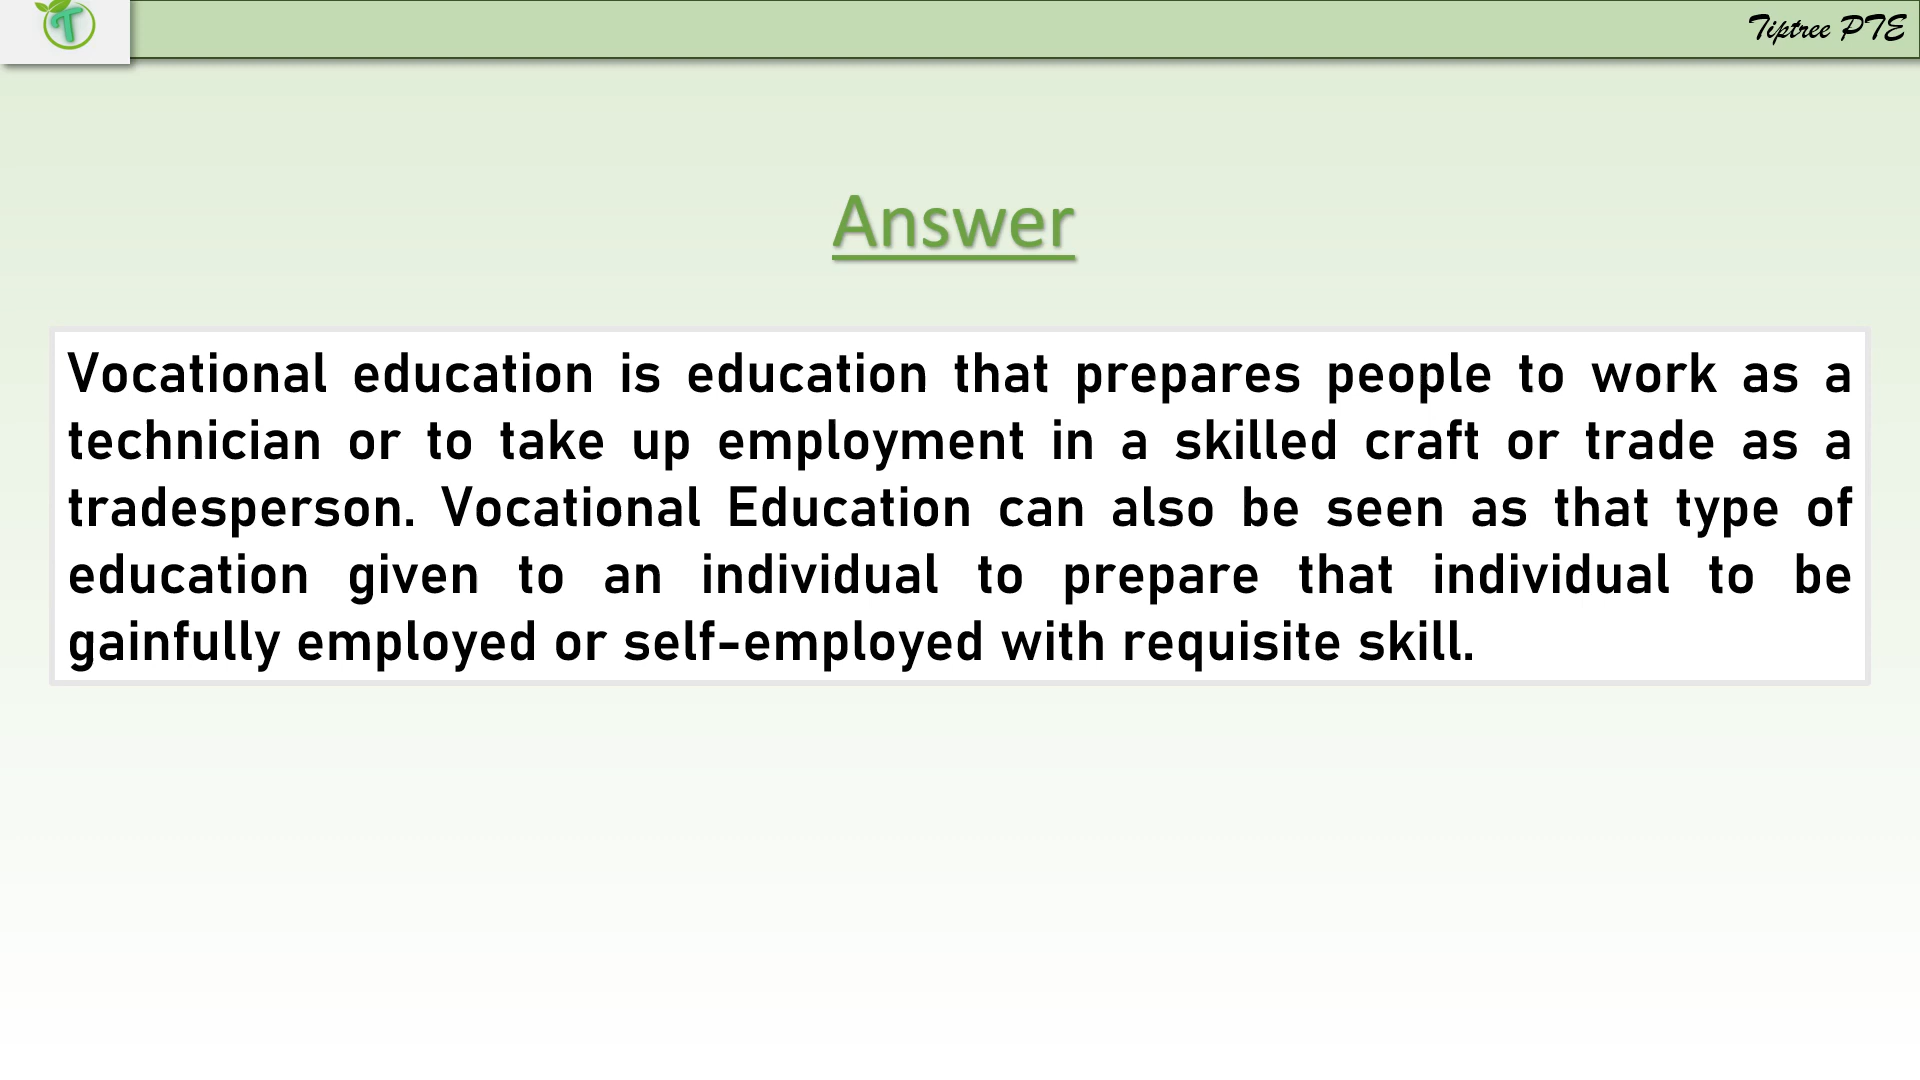 Tiptree PTE
Answer
Vocational education is education that prepares people to work as a
technician or to take up employment in a skilled craft or trade as a
tradesperson. Vocational Education can also be seen as that type of
education given to an individual to prepare that individual to be
gainfully employed or self-employed with requisite skill.